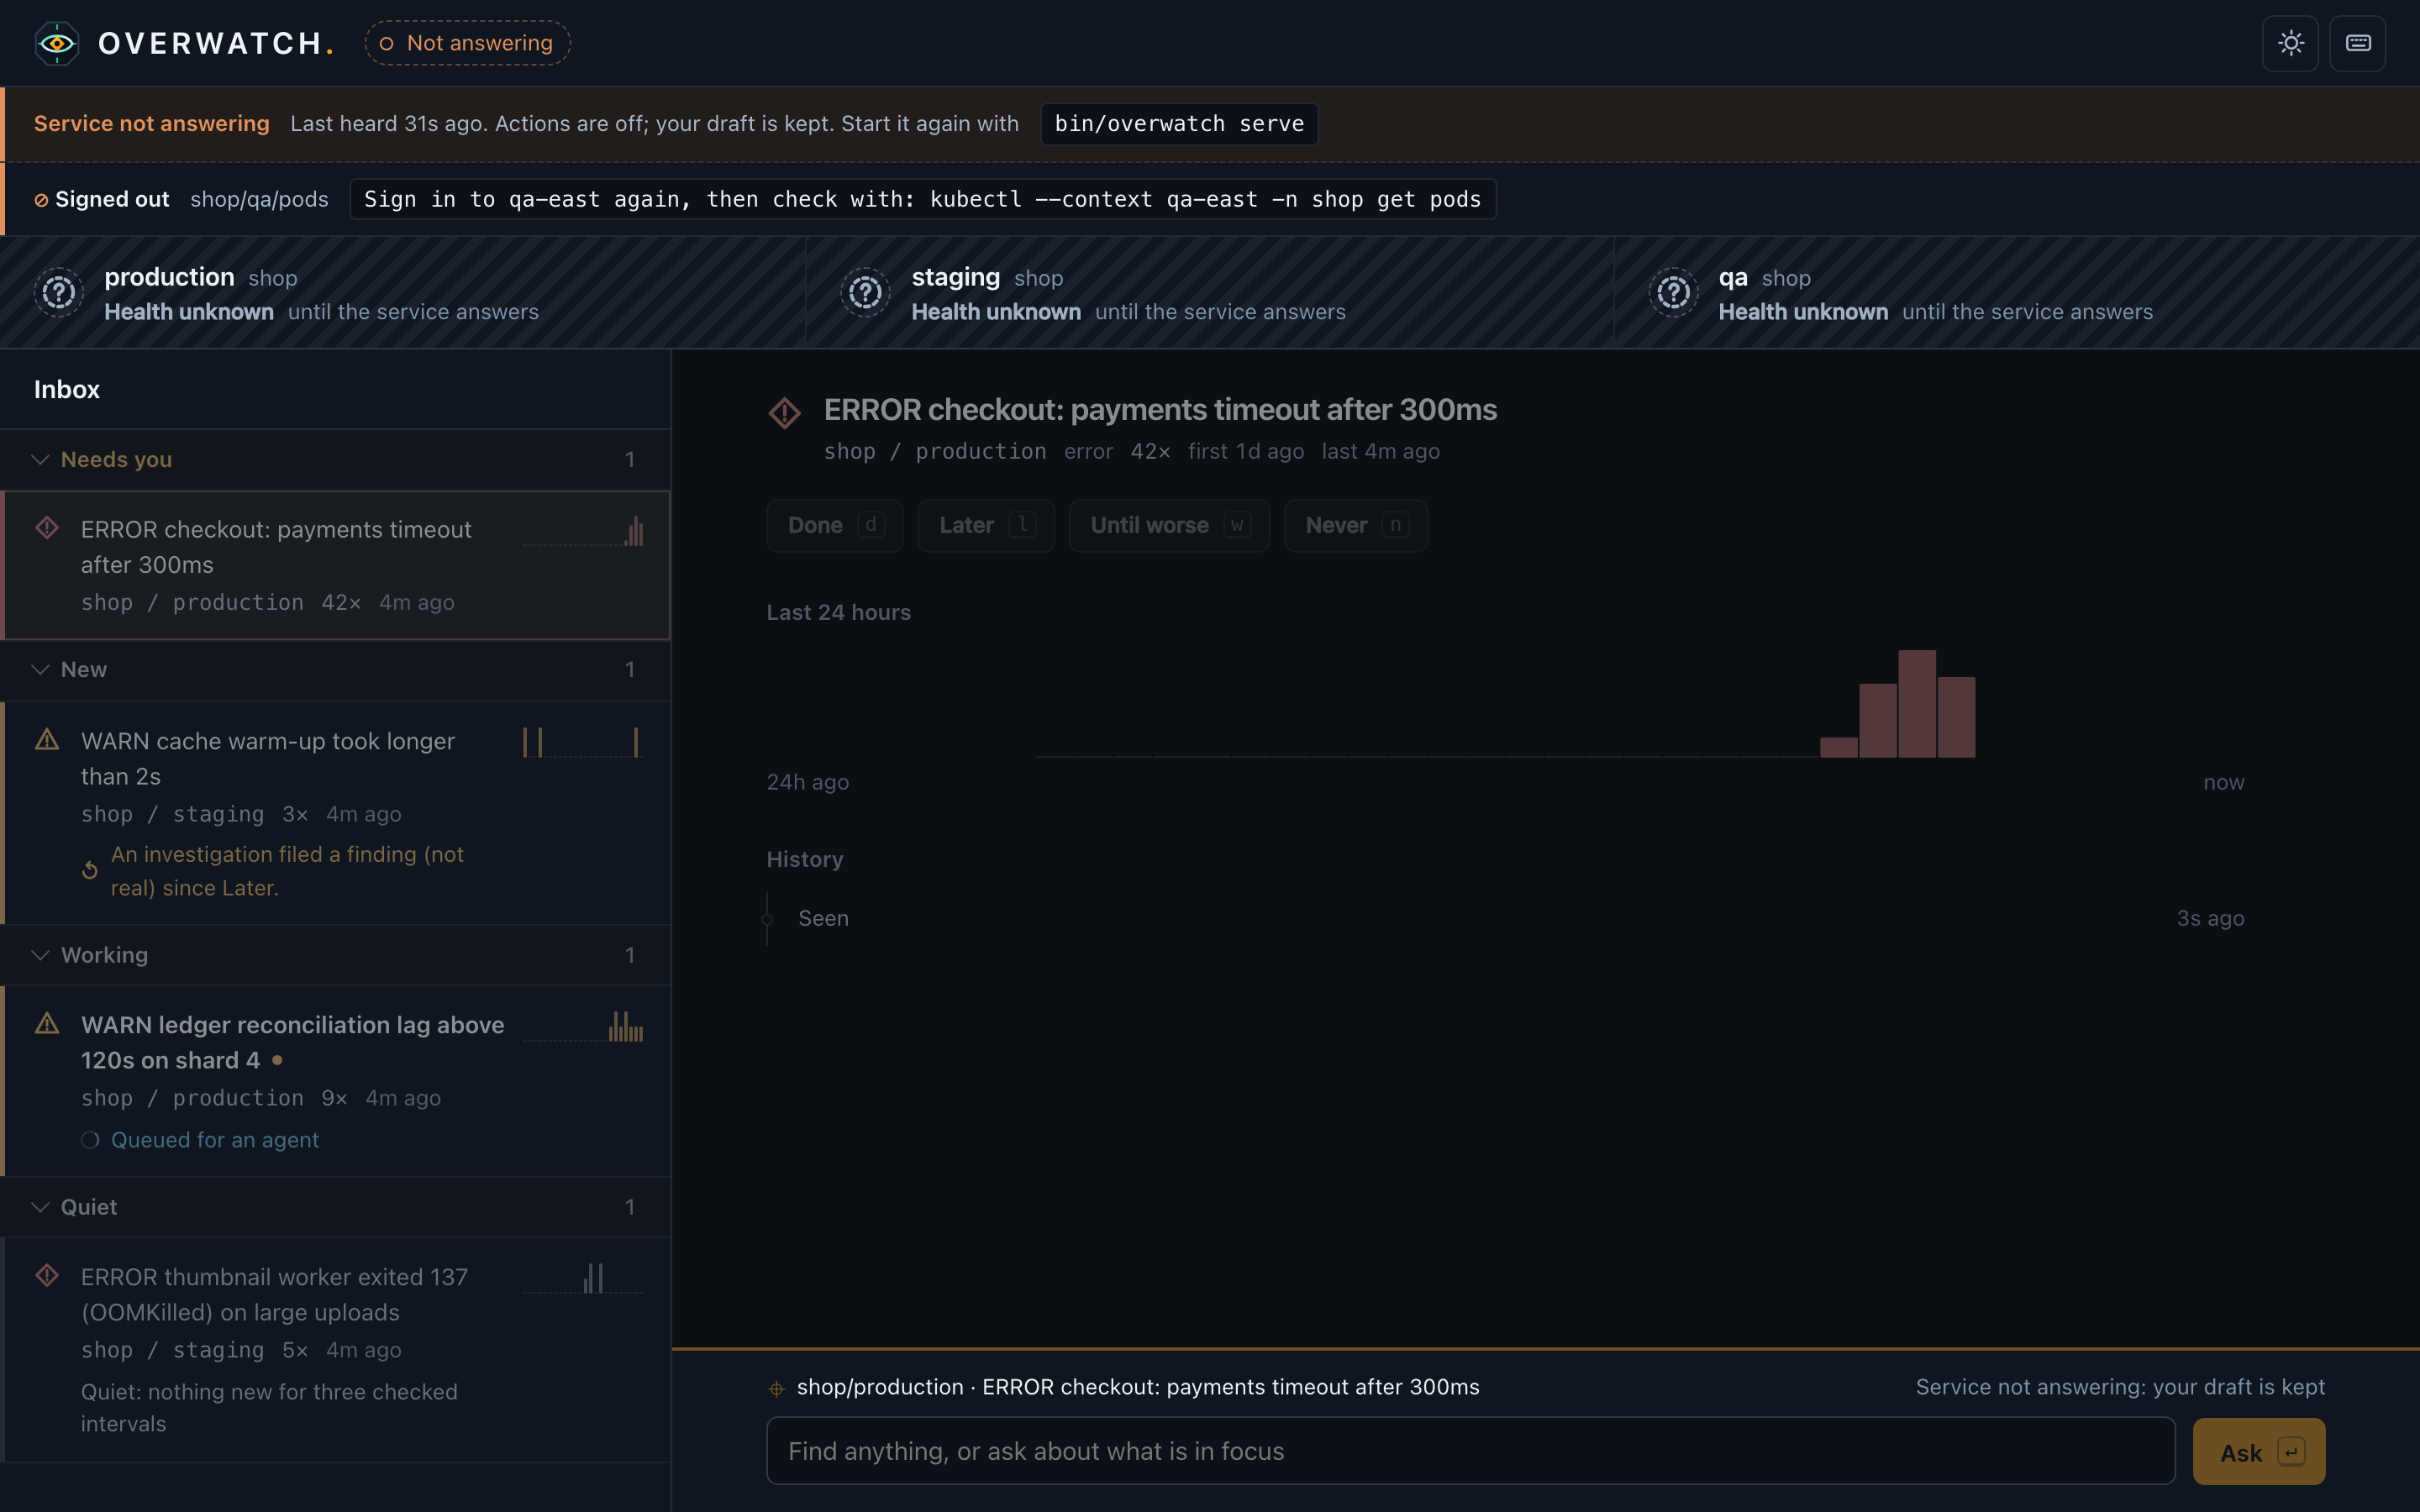 OVERWATCH.
Not answering
Service not answering Last heard 31s ago. Actions are off; your draft is kept. Start it again with bin/overwatch serve
Signed out shop/qa/pods Sign in to qa-east again, then check with: kubectl --context qa-east -n shop get pods
production shop
Health unknown until the service answers
staging shop
Health unknown until the service answers
qa shop
Health unknown until the service answers
Inbox
Needs you 1
ERROR checkout: payments timeout
after 300ms
shop / production 42× 4m ago
New 1
WARN cache warm-up took longer
than 2s
shop / staging 3× 4m ago
An investigation filed a finding (not
real) since Later.
Working 1
WARN ledger reconciliation lag above
120s on shard 4
shop / production 9× 4m ago
Queued for an agent
Quiet 1
ERROR thumbnail worker exited 137
(OOMKilled) on large uploads
shop / staging 5× 4m ago
Quiet: nothing new for three checked
intervals
ERROR checkout: payments timeout after 300ms
shop / production error 42× first 1d ago last 4m ago
Done d Later l Until worse w Never n
Last 24 hours
24h ago now
History
Seen 3s ago
shop/production · ERROR checkout: payments timeout after 300ms
Service not answering: your draft is kept
Find anything, or ask about what is in focus
Ask ↵